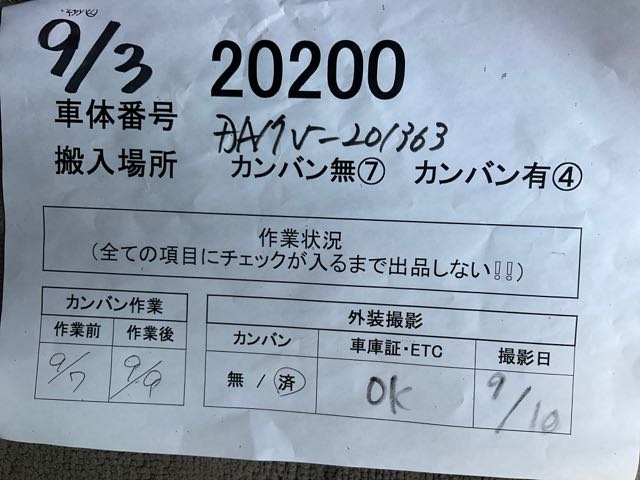 9/3
20200
車体番号 DA17V-201363
搬入場所 カンバン無⑦ カンバン有④
作業状況
(全ての項目にチェックが入るまで出品しない!!)
カンバン作業
作業前 作業後
9/7 9/9
外装撮影
カンバン 車庫証・ETC 撮影日
無 / 済 OK 9/10